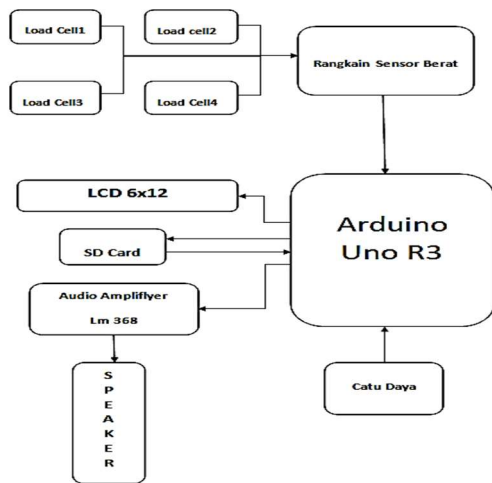 Load Cell1
Load cell2
Load Cell3
Load Cell4
Rangkain Sensor Berat
LCD 6x12
SD Card
Audio Ampliflyer
Lm 368
SPEAKER
Arduino
Uno R3
Catu Daya